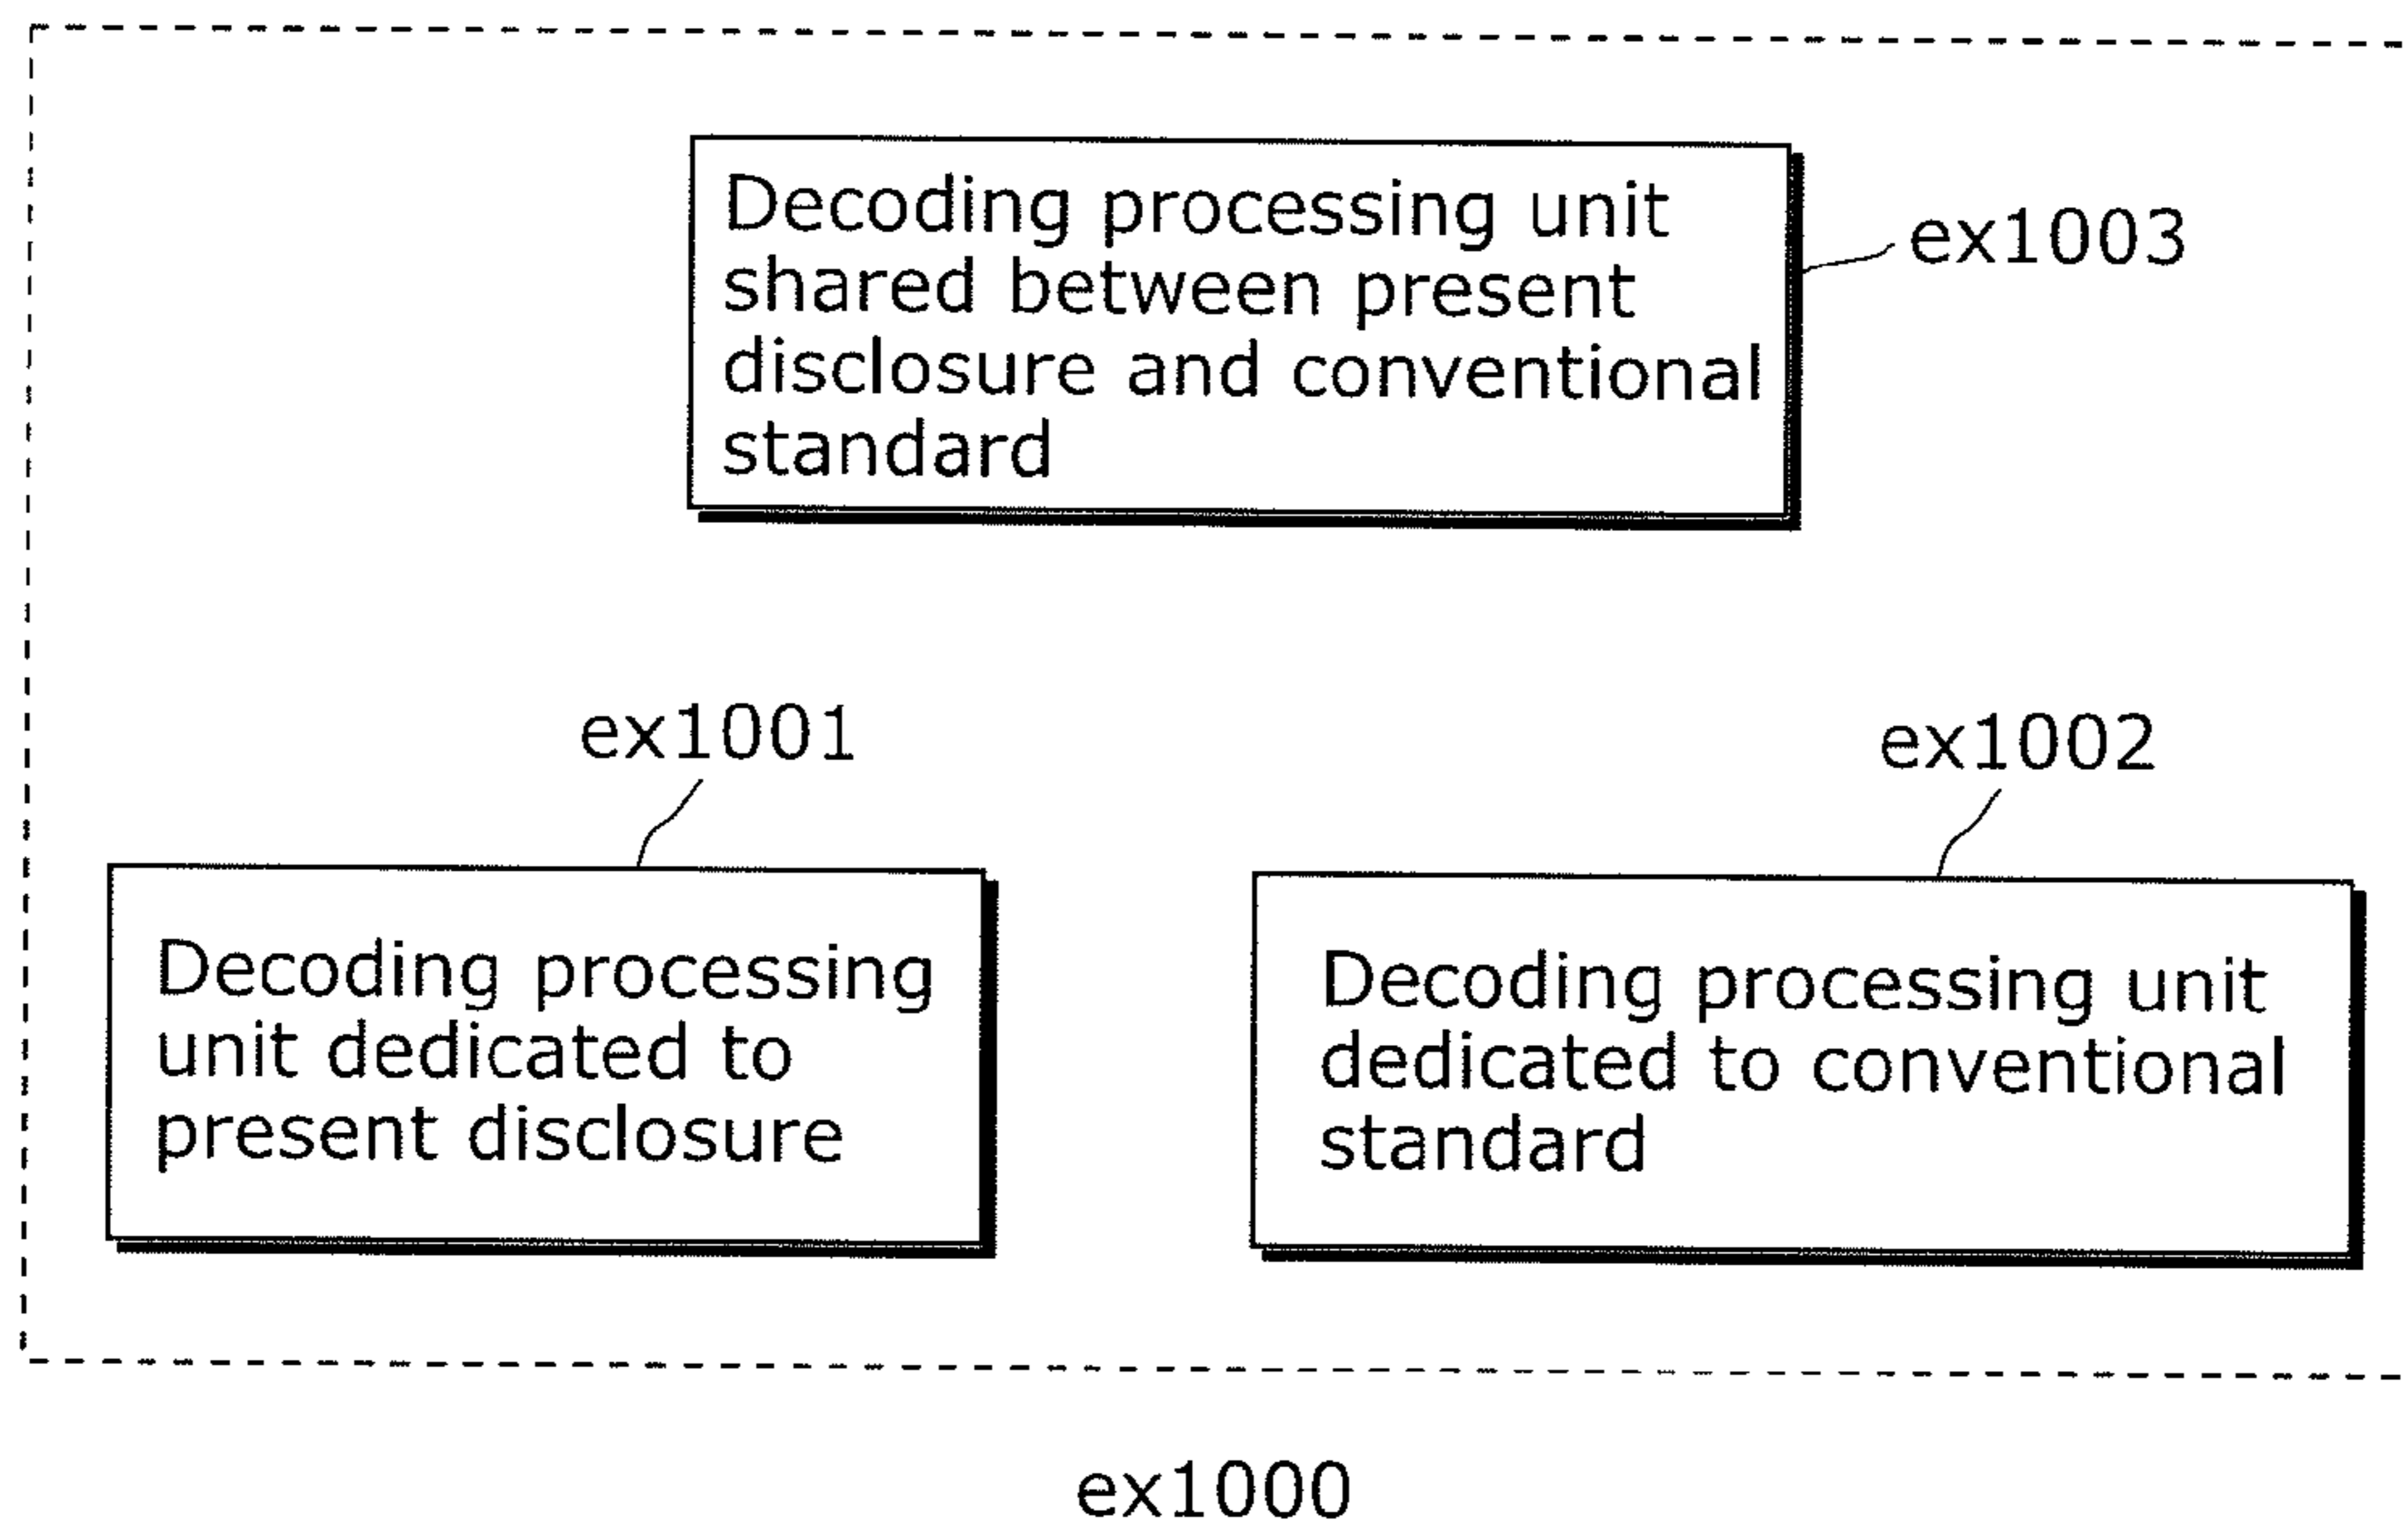 Decoding processing unit
shared between present
disclosure and conventional
standard
ex1003
ex1001
ex1002
Decoding processing
unit dedicated to
present disclosure
Decoding processing unit
dedicated to conventional
standard
ex1000